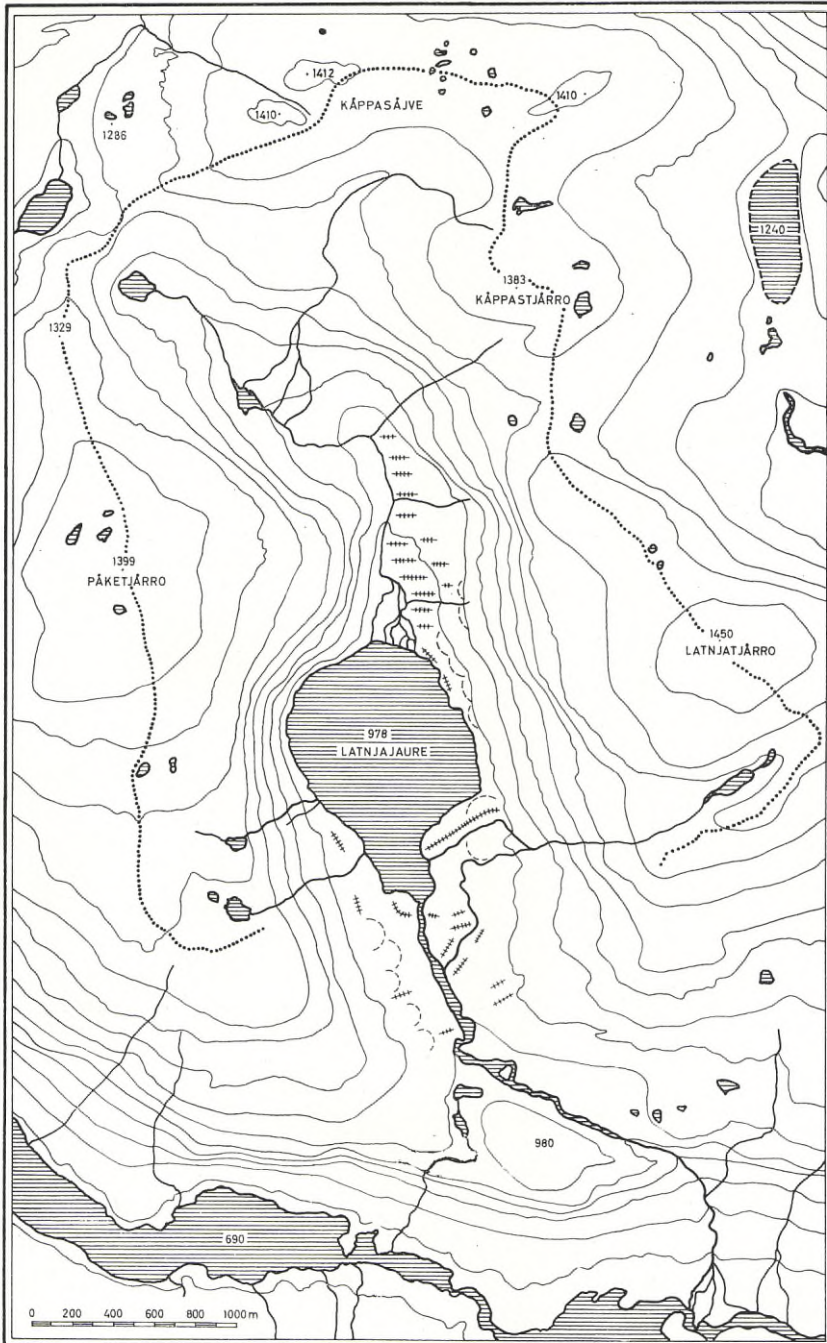 1412
1410
1410
KÅPPASÅJVE
1286
1240
1383
KÅPPASTJÅRRO
1329
1399
PÅKETJÅRRO
1450
LATNJATJÅRRO
978
LATNJAJAURE
980
690
0 200 400 600 800 1000 m